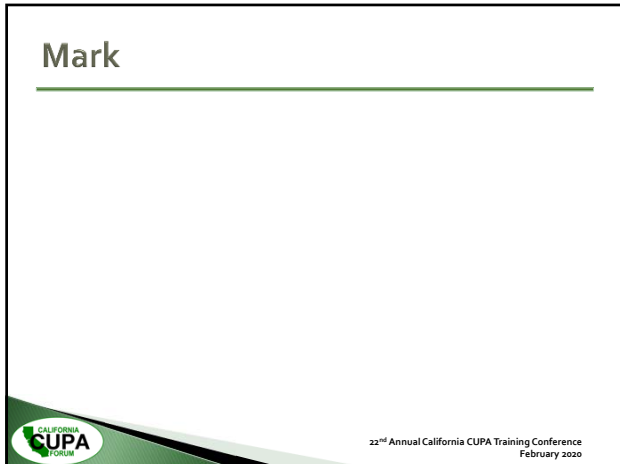 Mark
CALIFORNIA
CUPA
FORUM
22nd Annual California CUPA Training Conference
February 2020